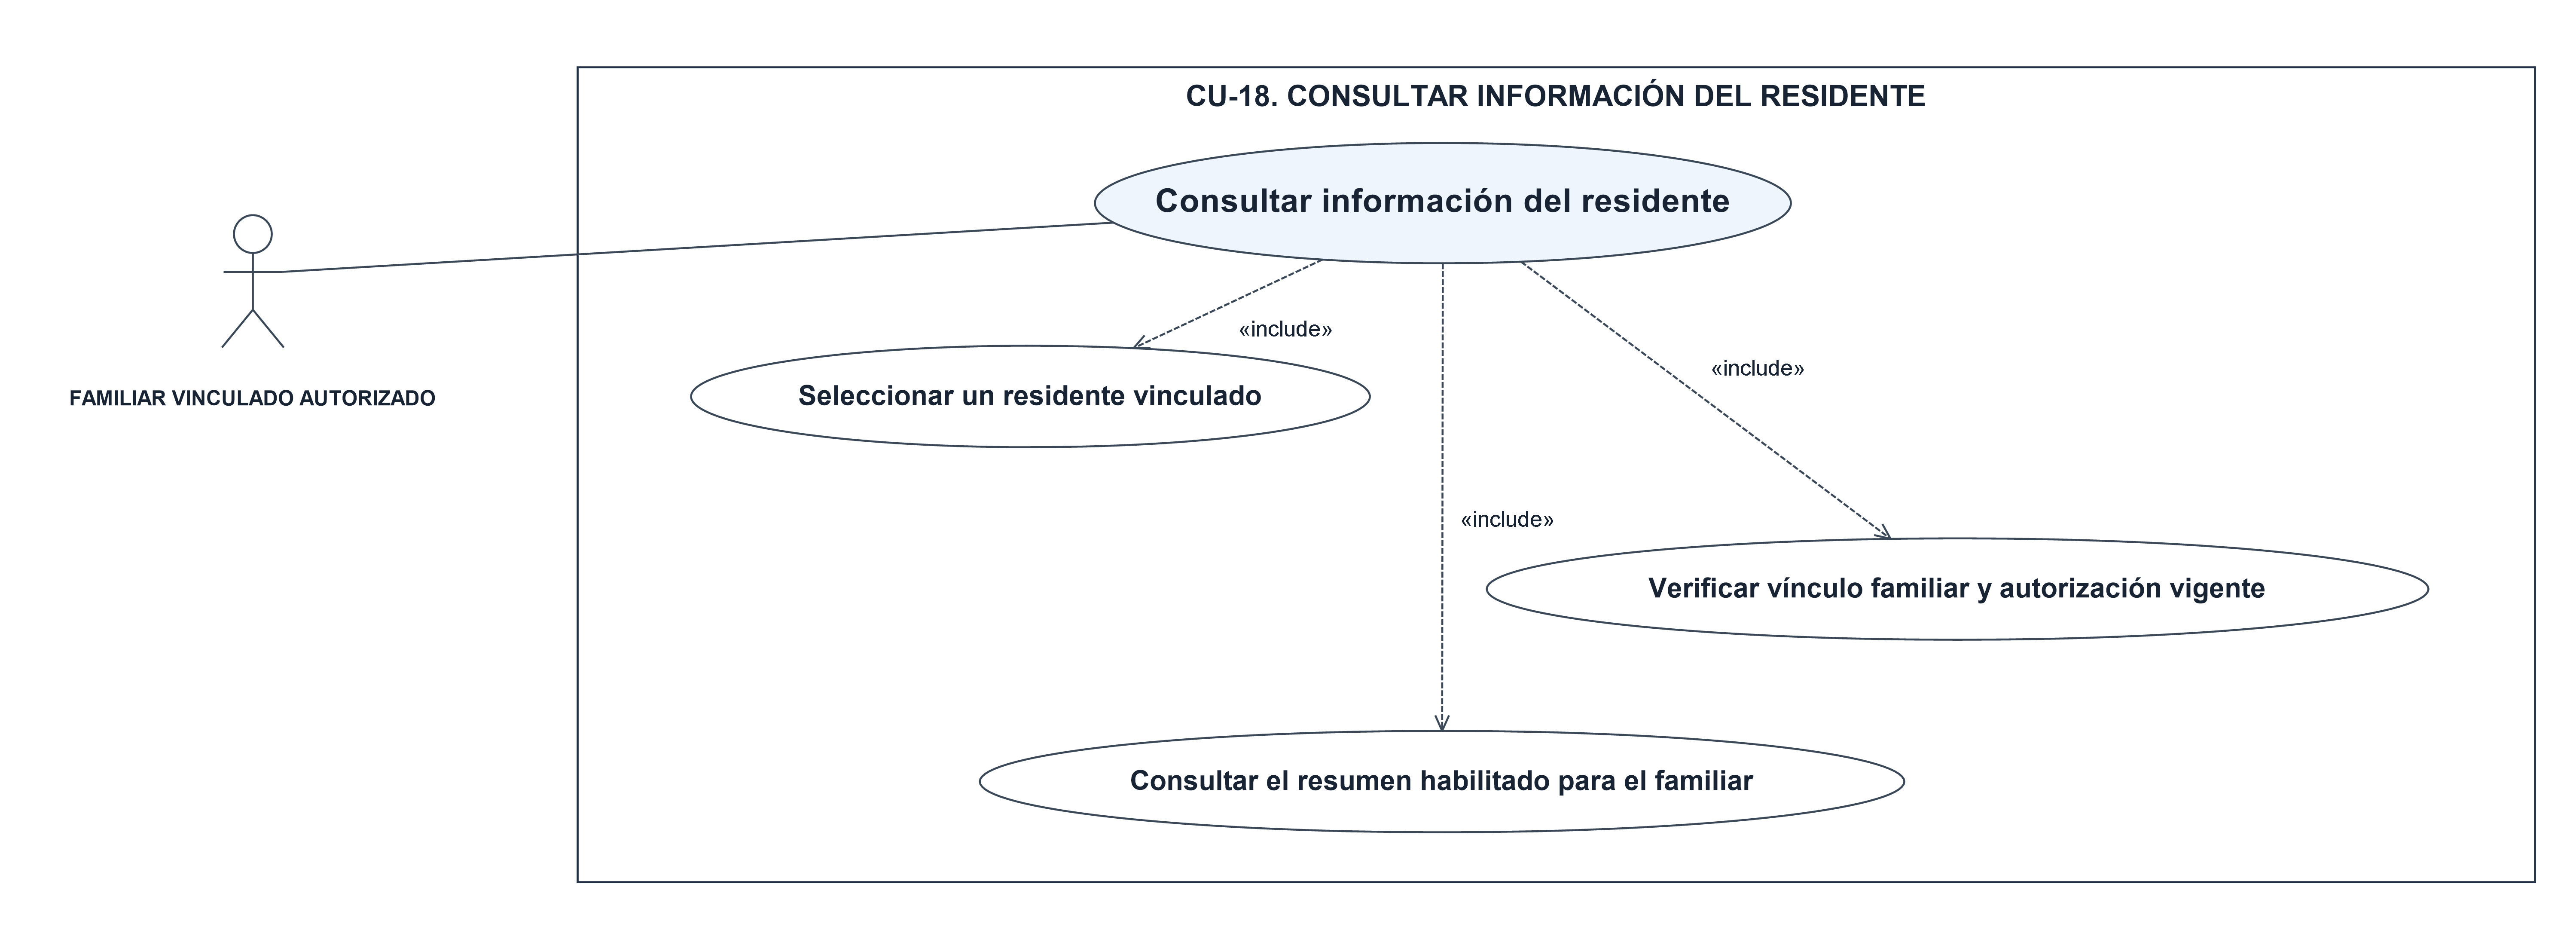 CU-18. CONSULTAR INFORMACIÓN DEL RESIDENTE
Consultar información del residente
«include»
«include»
FAMILIAR VINCULADO AUTORIZADO
Seleccionar un residente vinculado
«include»
Verificar vínculo familiar y autorización vigente
Consultar el resumen habilitado para el familiar